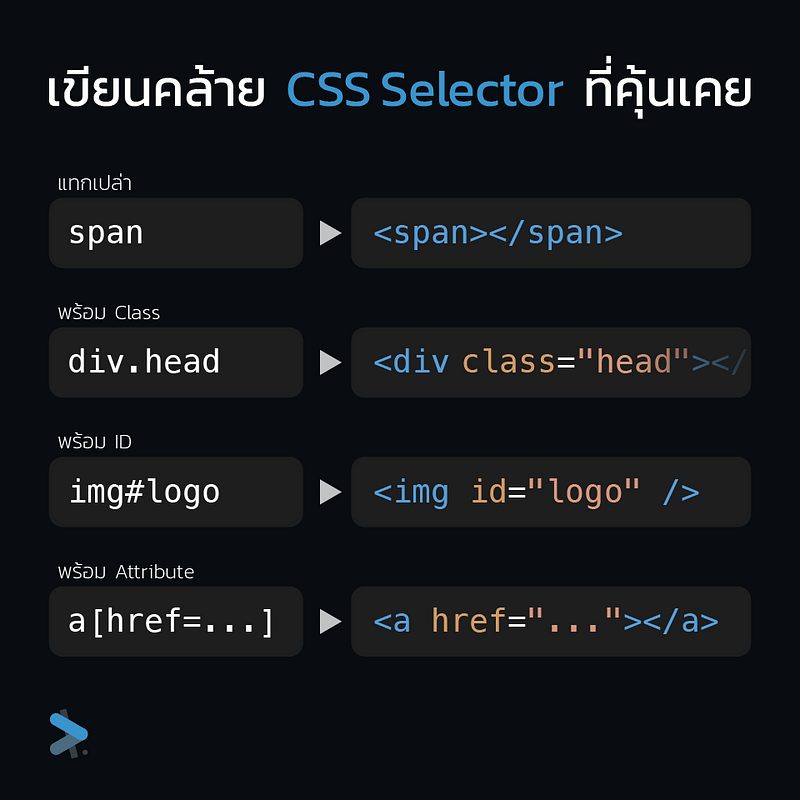 เขียนคล้าย CSS Selector ที่คุ้นเคย
แทกเปล่า
span
<span></span>
พร้อม Class
div.head
<div class="head"></
พร้อม ID
img#logo
<img id="logo" />
พร้อม Attribute
a[href=...]
<a href="..."></a>